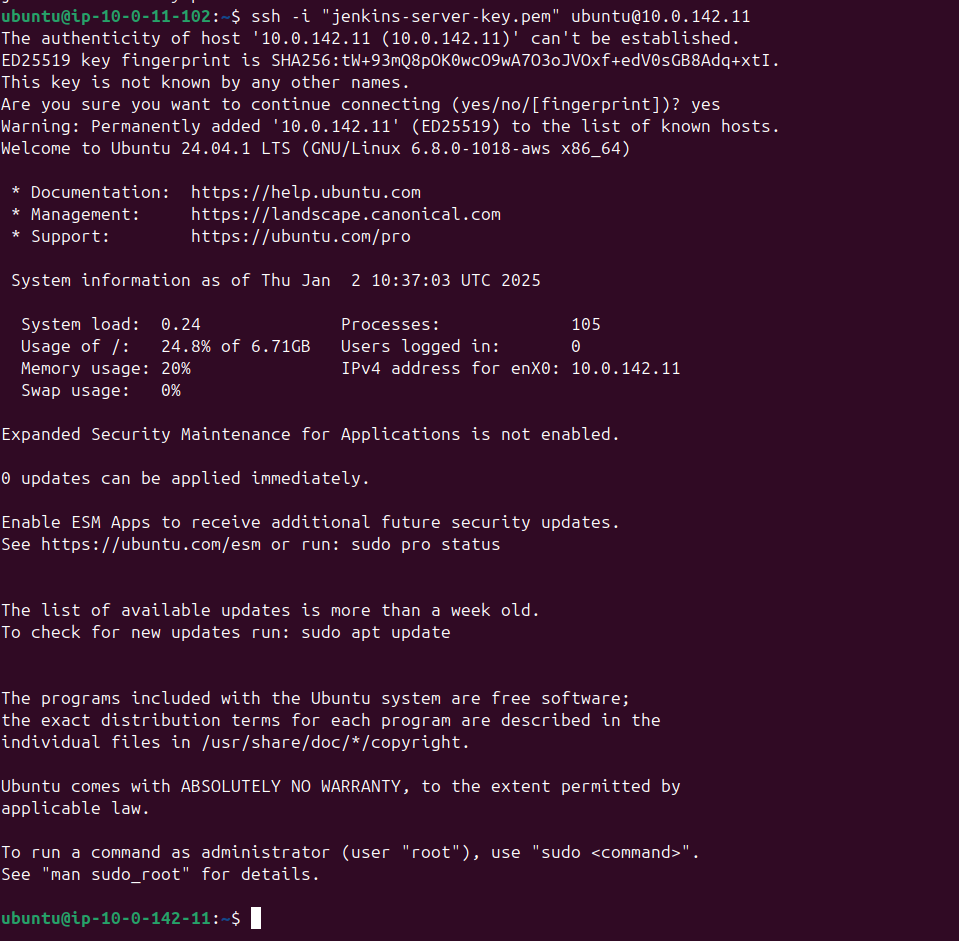 ubuntu@ip-10-0-11-102:~$ ssh -i "jenkins-server-key.pem" ubuntu@10.0.142.11
The authenticity of host '10.0.142.11 (10.0.142.11)' can't be established.
ED25519 key fingerprint is SHA256:tW+93mQ8pOK0wcO9wA7O3oJVOxf+edV0sGB8Adq+xtI.
This key is not known by any other names.
Are you sure you want to continue connecting (yes/no/[fingerprint])? yes
Warning: Permanently added '10.0.142.11' (ED25519) to the list of known hosts.
Welcome to Ubuntu 24.04.1 LTS (GNU/Linux 6.8.0-1018-aws x86_64)

 * Documentation:  https://help.ubuntu.com
 * Management:     https://landscape.canonical.com
 * Support:        https://ubuntu.com/pro

 System information as of Thu Jan  2 10:37:03 UTC 2025

  System load:  0.24              Processes:             105
  Usage of /:   24.8% of 6.71GB   Users logged in:       0
  Memory usage: 20%               IPv4 address for enX0: 10.0.142.11
  Swap usage:   0%

Expanded Security Maintenance for Applications is not enabled.

0 updates can be applied immediately.

Enable ESM Apps to receive additional future security updates.
See https://ubuntu.com/esm or run: sudo pro status


The list of available updates is more than a week old.
To check for new updates run: sudo apt update


The programs included with the Ubuntu system are free software;
the exact distribution terms for each program are described in the
individual files in /usr/share/doc/*/copyright.

Ubuntu comes with ABSOLUTELY NO WARRANTY, to the extent permitted by
applicable law.

To run a command as administrator (user "root"), use "sudo <command>".
See "man sudo_root" for details.

ubuntu@ip-10-0-142-11:~$